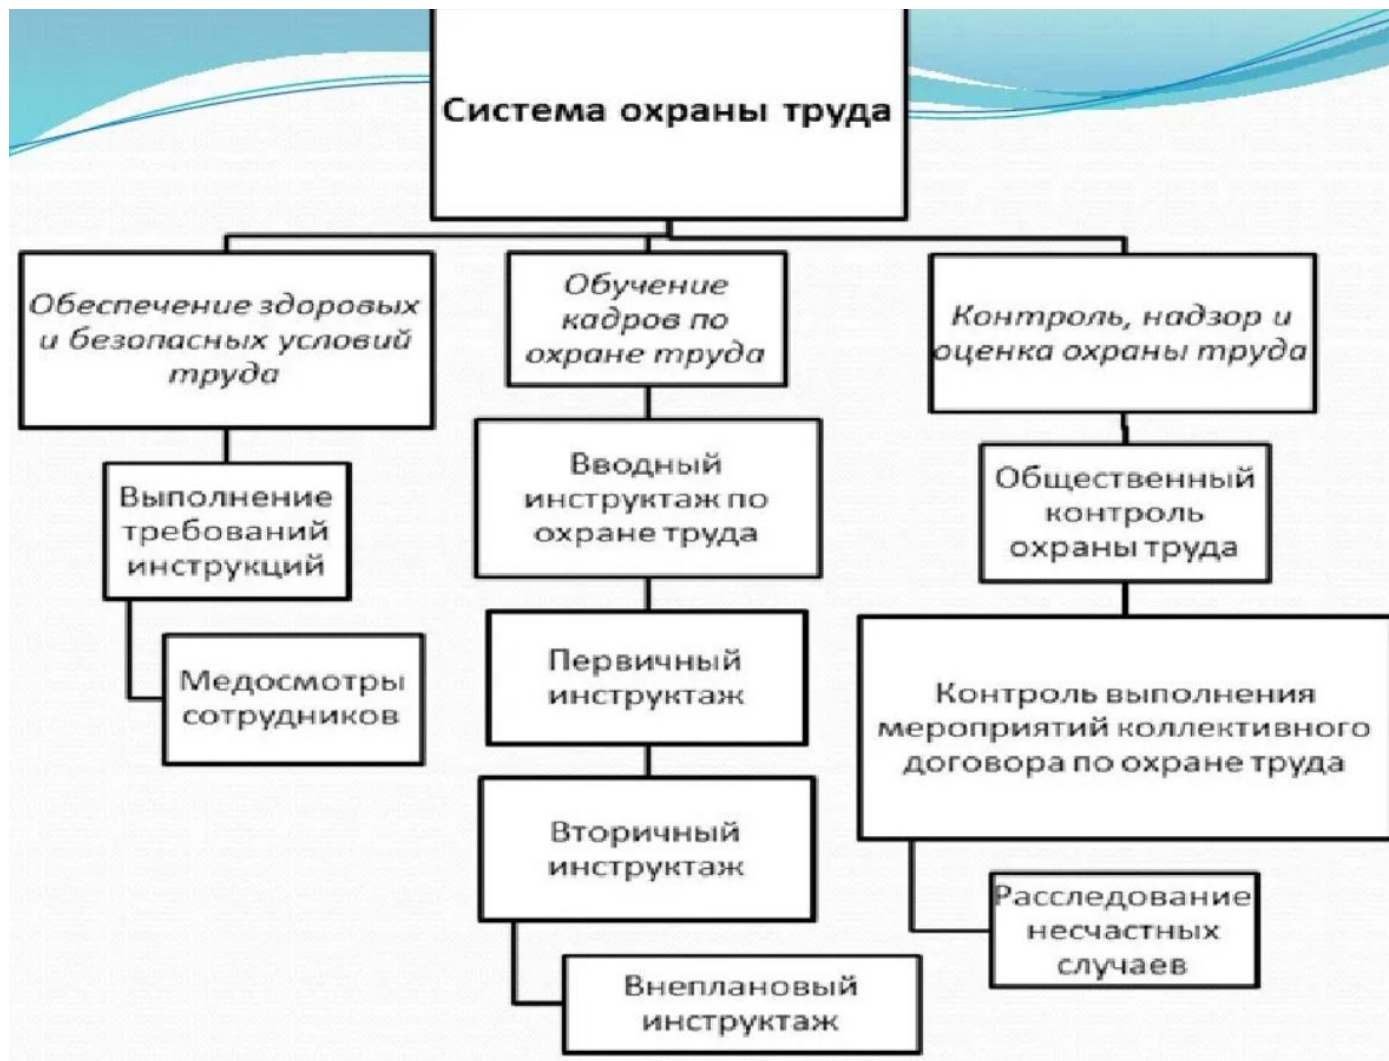 Система охраны труда
Обеспечение здоровых
и безопасных условий
труда
Выполнение
требований
инструкций
Медосмотры
сотрудников
Обучение
кадров по
охране труда
Вводный
инструктаж по
охране труда
Первичный
инструктаж
Вторичный
инструктаж
Внеплановый
инструктаж
Контроль, надзор и
оценка охраны труда
Общественный
контроль
охраны труда
Контроль выполнения
мероприятий коллективного
договора по охране труда
Расследование
несчастных
случаев